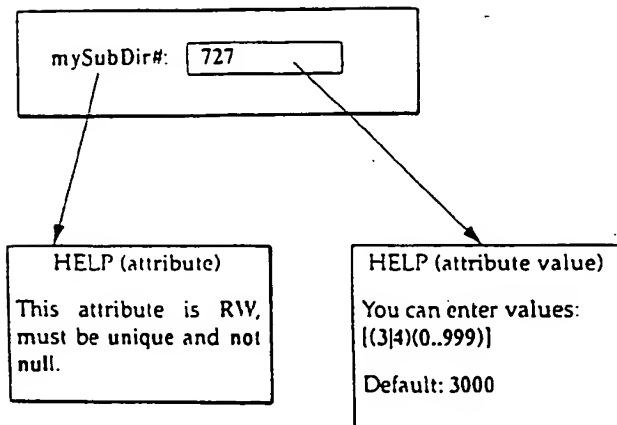 mySubDir#: 727
HELP (attribute)
This attribute is RW,
must be unique and not
null.
HELP (attribute value)
You can enter values:
[(3|4)(0..999)]
Default: 3000